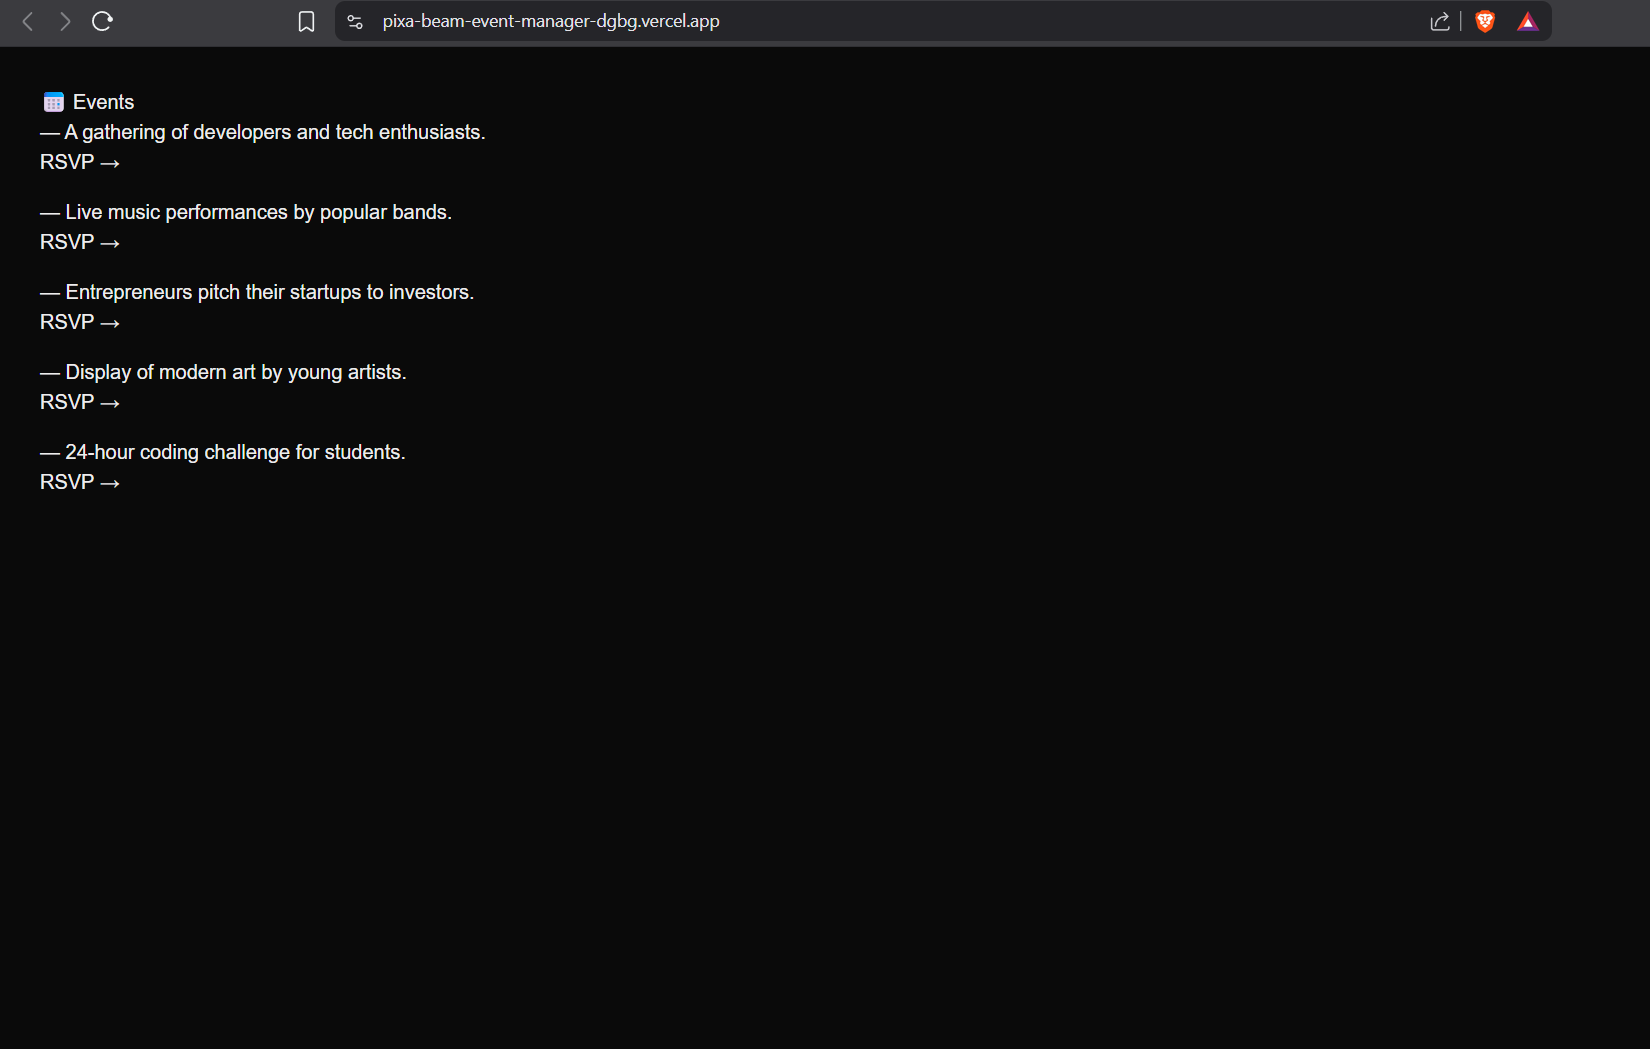 pixa-beam-event-manager-dgbg.vercel.app
📅 Events
— A gathering of developers and tech enthusiasts.
RSVP →
— Live music performances by popular bands.
RSVP →
— Entrepreneurs pitch their startups to investors.
RSVP →
— Display of modern art by young artists.
RSVP →
— 24-hour coding challenge for students.
RSVP →